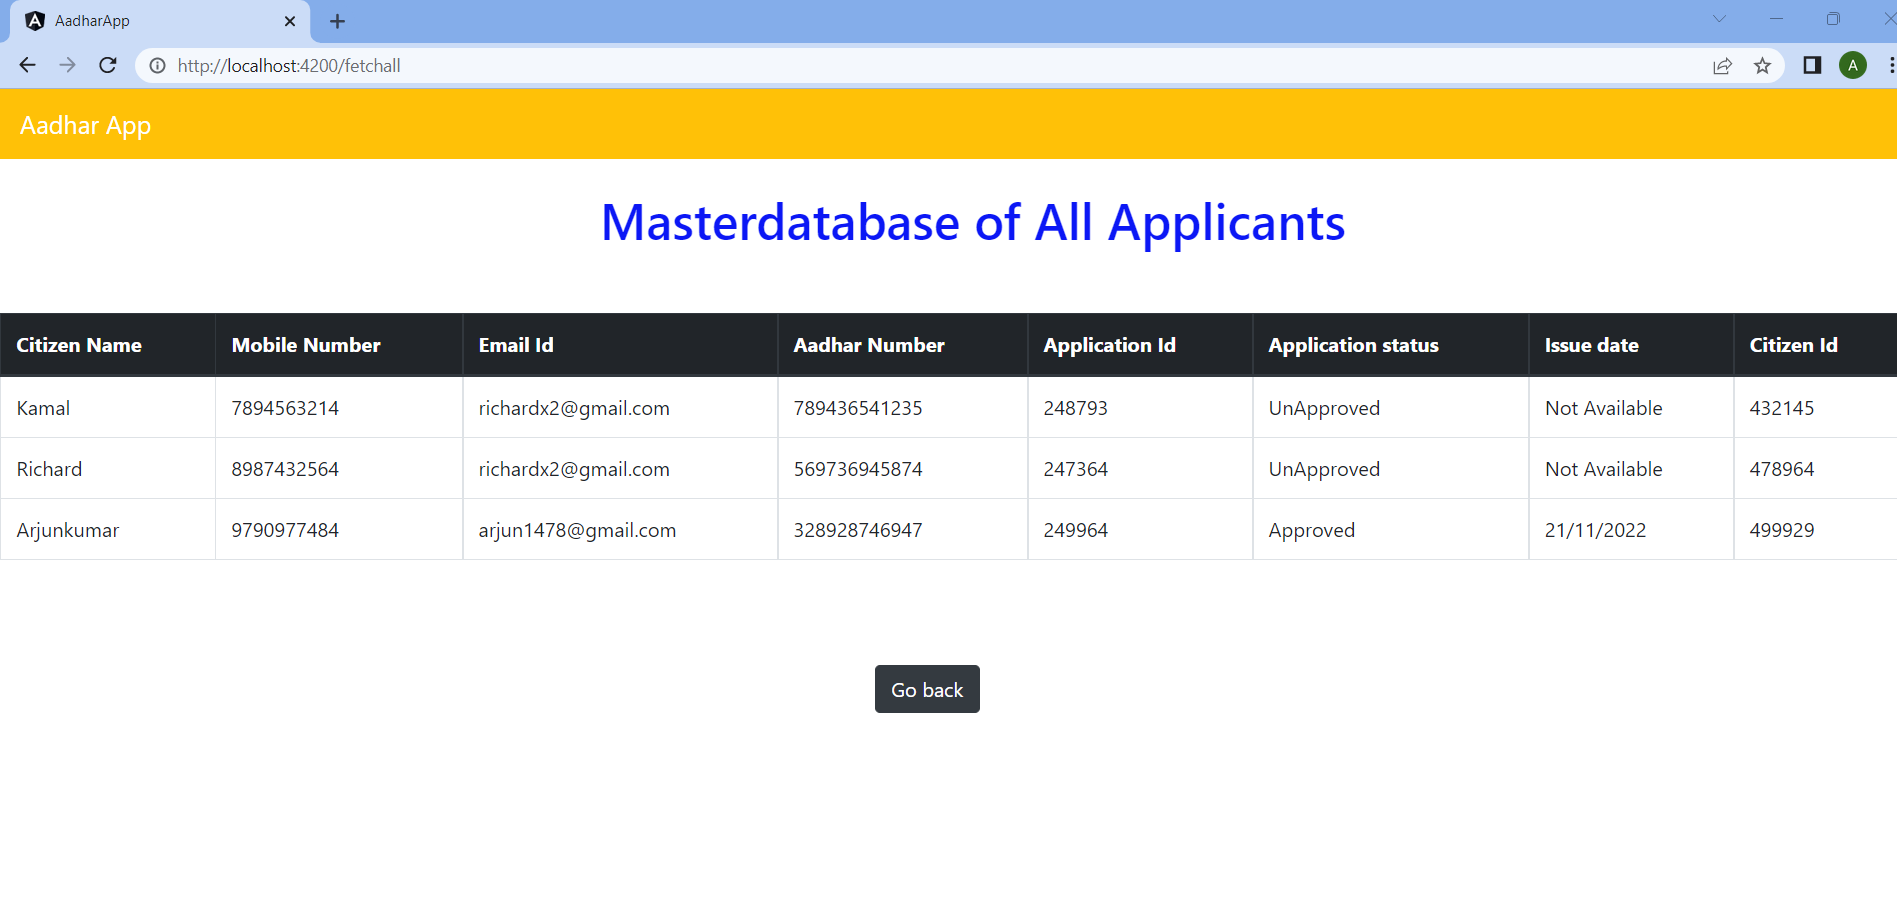 AadharApp
http://localhost:4200/fetchall
A
Aadhar App
Masterdatabase of All Applicants
Citizen Name Mobile Number Email Id Aadhar Number Application Id Application status Issue date Citizen Id
Kamal 7894563214 richardx2@gmail.com 789436541235 248793 UnApproved Not Available 432145
Richard 8987432564 richardx2@gmail.com 569736945874 247364 UnApproved Not Available 478964
Arjunkumar 9790977484 arjun1478@gmail.com 328928746947 249964 Approved 21/11/2022 499929
Go back